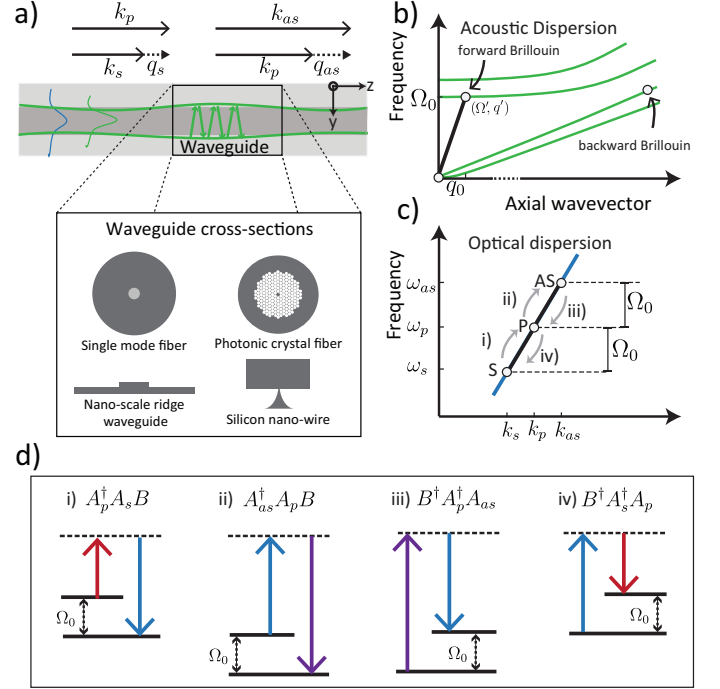 a)
k_p
k_as
k_s
q_s
k_p
q_as
z
y
Waveguide
Waveguide cross-sections
Single mode fiber
Photonic crystal fiber
Nano-scale ridge
waveguide
Silicon nano-wire
b)
Frequency
Acoustic Dispersion
forward Brillouin
Ω_0
(Ω', q')
backward Brillouin
q_0
Axial wavevector
c)
Frequency
Optical dispersion
ω_as
AS
ii)
iii)
Ω_0
ω_p
P
i)
iv)
Ω_0
ω_s
S
k_s
k_p
k_as
d)
i) A_p^† A_s B
ii) A_as^† A_p B
iii) B^† A_p^† A_as
iv) B^† A_s^† A_p
Ω_0
Ω_0
Ω_0
Ω_0